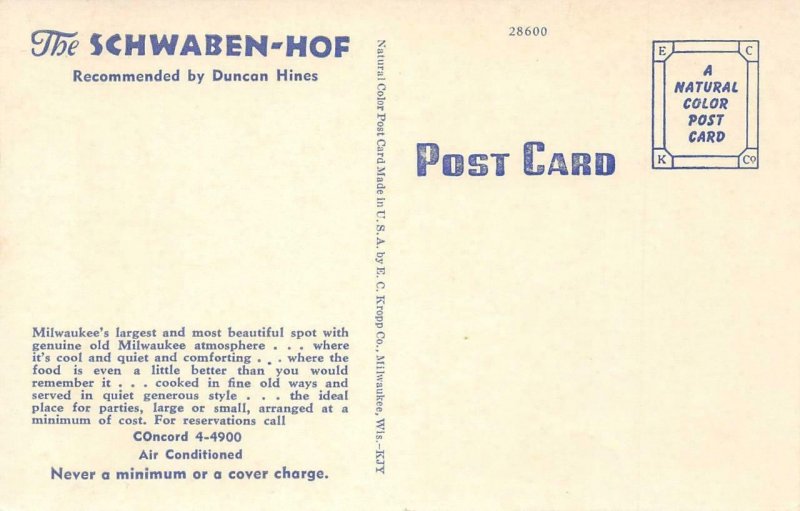 The SCHWABEN-HOF
Recommended by Duncan Hines
Milwaukee's largest and most beautiful spot with
genuine old Milwaukee atmosphere . . . where
it's cool and quiet and comforting . . . where the
food is even a little better than you would
remember it . . . cooked in fine old ways and
served in quiet generous style . . . the ideal
place for parties, large or small, arranged at a
minimum of cost. For reservations call
COncord 4-4900
Air Conditioned
Never a minimum or a cover charge.
Natural Color Post Card Made in U. S. A. by E. C. Kropp Co., Milwaukee, Wis.-KJY
28600
POST CARD
E C
A
NATURAL
COLOR
POST
CARD
K Co